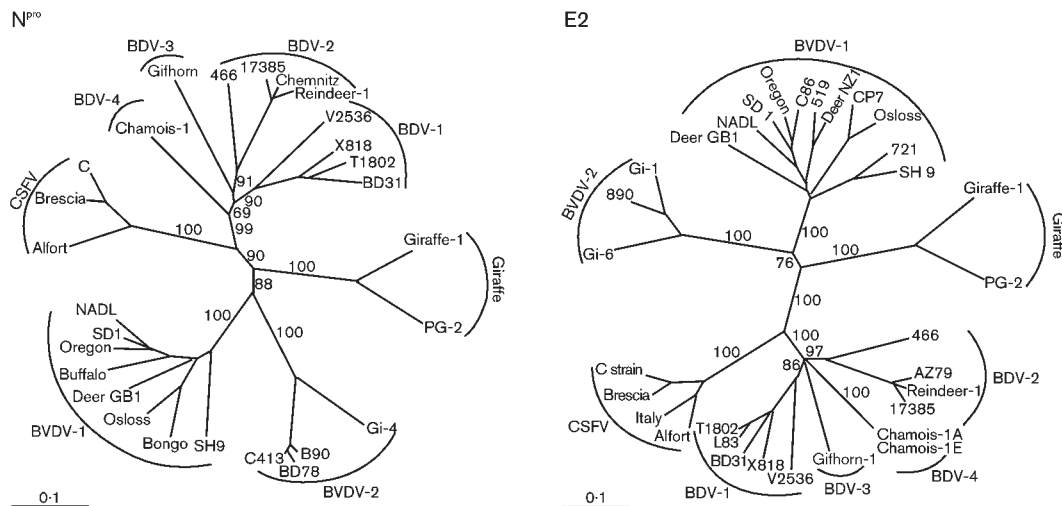 N^pro
BDV-3
BDV-2
Gifhorn
466
17385
Chemnitz
Reindeer-1
BDV-4
Chamois-1
BDV-1
V2536
X818
T1802
BD31
CSFV
C
Brescia
Alfort
91
90
69
99
100
90
100
88
Giraffe-1
Giraffe
PG-2
100
100
NADL
SD1
Oregon
Buffalo
Deer GB1
Osloss
Bongo
SH9
BVDV-1
Gi-4
C413
B90
BD78
BVDV-2
0·1
E2
BVDV-1
Oregon
C86
519
Deer NZ1
SD 1
NADL
Deer GB1
CP7
Osloss
721
SH 9
BVDV-2
Gi-1
890
Gi-6
100
100
76
100
Giraffe-1
Giraffe
PG-2
100
100
100
97
86
466
AZ79
Reindeer-1
17385
BDV-2
100
C strain
Brescia
Italy
Alfort
CSFV
T1802
L83
BD31
X818
V2536
BDV-1
Gifhorn-1
BDV-3
Chamois-1A
Chamois-1E
BDV-4
0·1